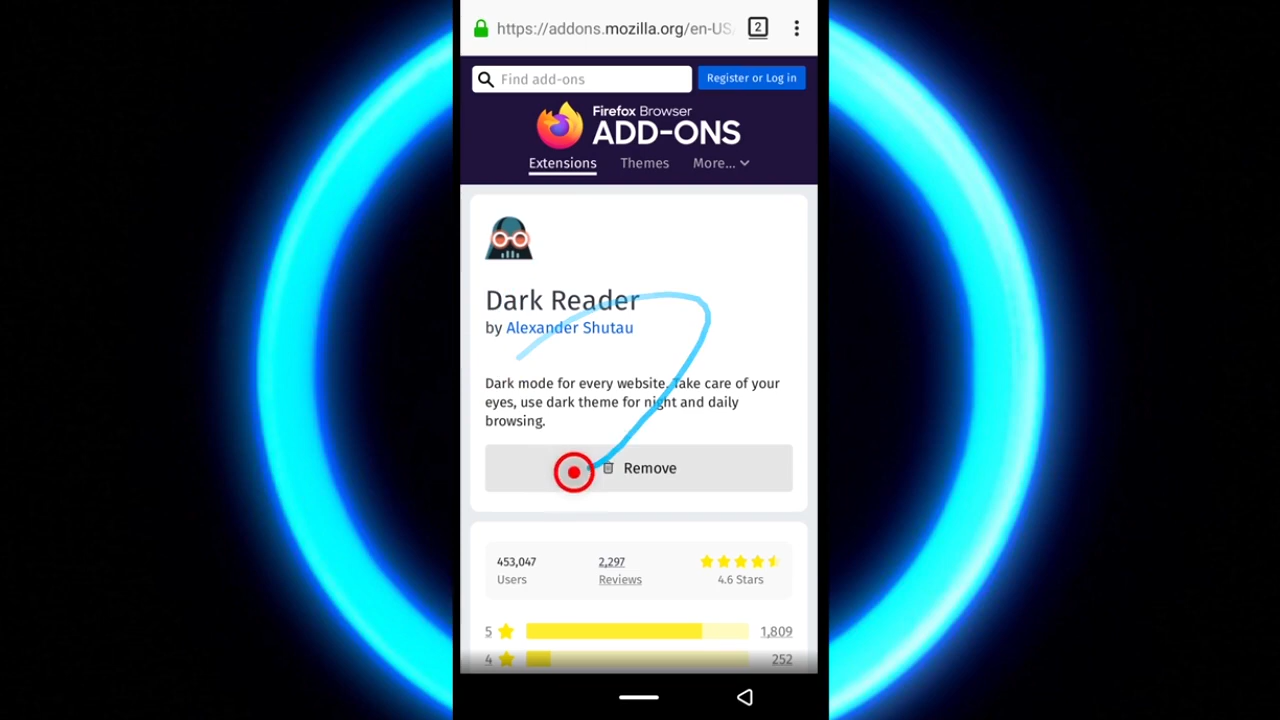 https://addons.mozilla.org/en-US/
2
Find add-ons
Register or Log in
Firefox Browser
ADD-ONS
Extensions Themes More...
Dark Reader
by Alexander Shutau
Dark mode for every website. Take care of your
eyes, use dark theme for night and daily
browsing.
Remove
453,047 2,297
Users Reviews 4.6 Stars
5 1,809
4 252